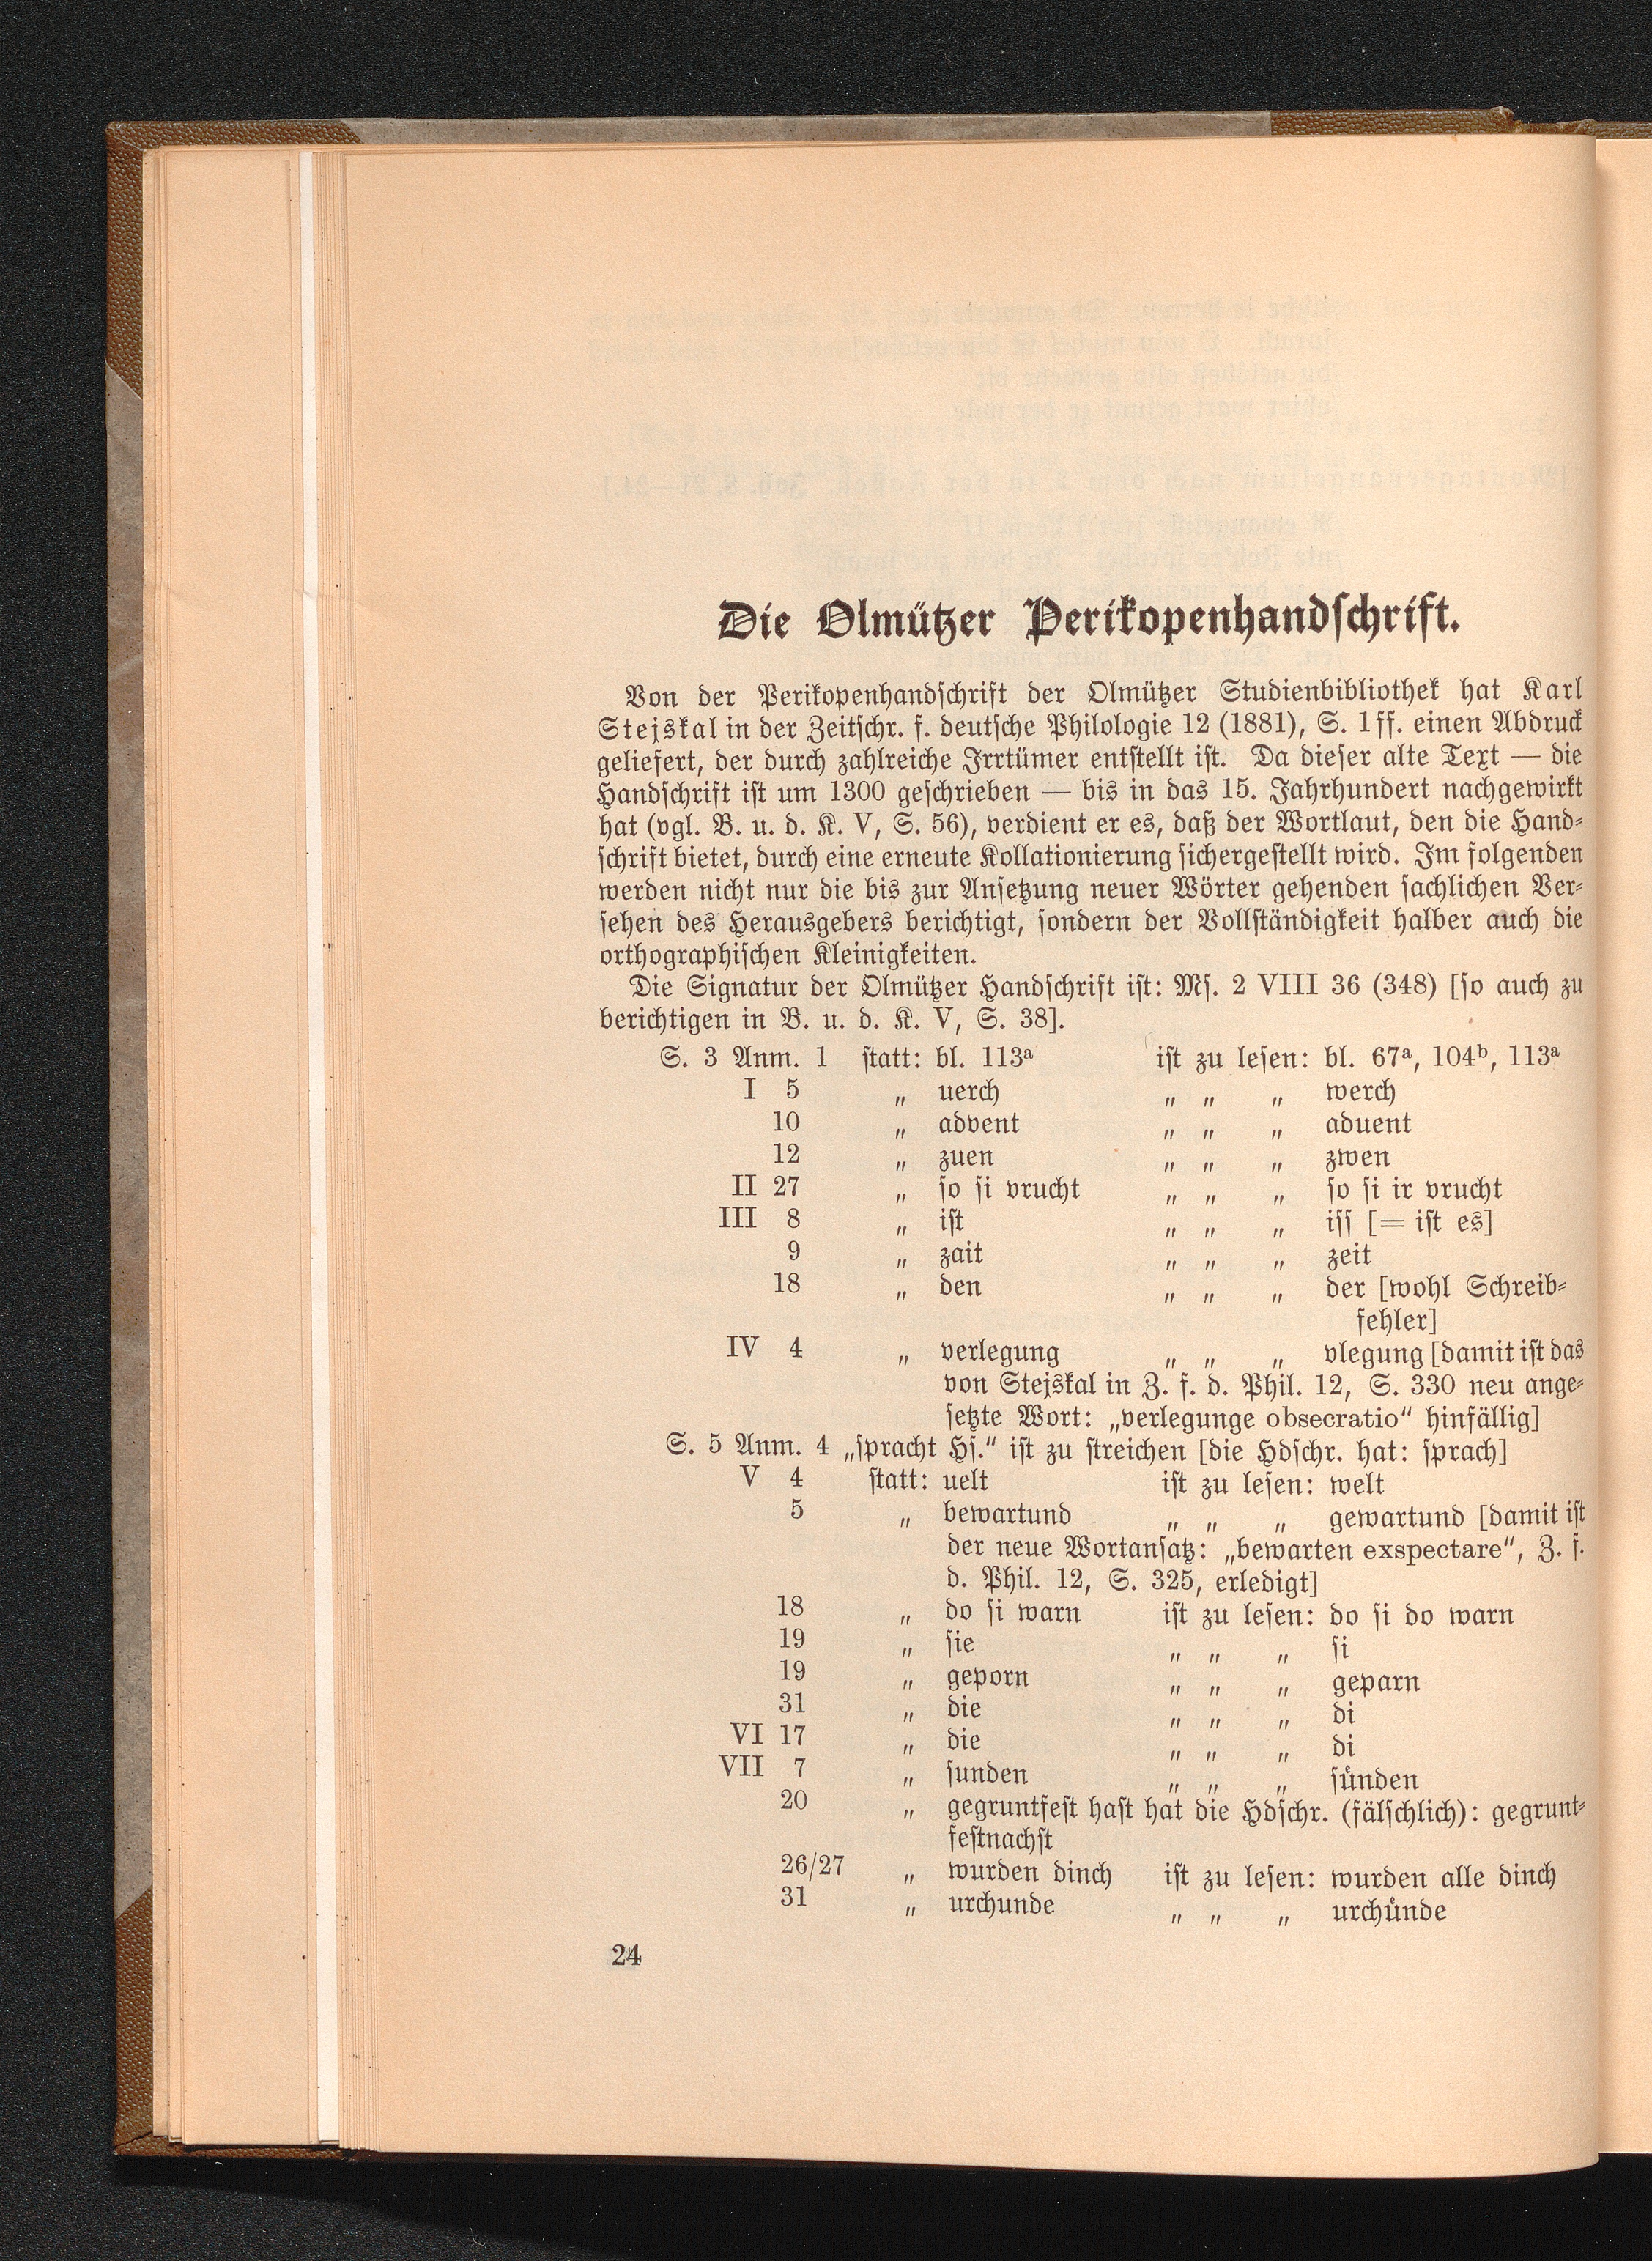 Die Olmützer Perikopenhandschrift.
Von der Perikopenhandschrift der Olmützer Studienbibliothek hat Karl
Stejskal in der Zeitschr. f. deutsche Philologie 12 (1881), S. 1ff. einen Abdruck
geliefert, der durch zahlreiche Irrtümer entstellt ist. Da dieser alte Text — die
Handschrift ist um 1300 geschrieben — bis in das 15. Jahrhundert nachgewirkt
hat (vgl. B. u. d. K. V, S. 56), verdient er es, daß der Wortlaut, den die Hand-
schrift bietet, durch eine erneute Kollationierung sichergestellt wird. Im folgenden
werden nicht nur die bis zur Ansetzung neuer Wörter gehenden sachlichen Ver-
sehen des Herausgebers berichtigt, sondern der Vollständigkeit halber auch die
orthographischen Kleinigkeiten.
Die Signatur der Olmützer Handschrift ist: Ms. 2 VIII 36 (348) [so auch zu
berichtigen in B. u. d. K. V, S. 38].
S. 3 Anm. 1 statt: bl. 113ª ist zu lesen: bl. 67ª, 104ᵇ, 113ª
I 5 „ uerch „ „ „ werch
10 „ advent „ „ „ aduent
12 „ zuen „ „ „ zwen
II 27 „ so si vrucht „ „ „ so si ir vrucht
III 8 „ ist „ „ „ iss [= ist es]
9 „ zait „ „ „ zeit
18 „ den „ „ „ der [wohl Schreib-
fehler]
IV 4 „ verlegung „ „ „ vlegung [damit ist das
von Stejskal in Z. f. d. Phil. 12, S. 330 neu ange-
setzte Wort: „verlegunge obsecratio“ hinfällig]
S. 5 Anm. 4 „spracht Hs.“ ist zu streichen [die Hdschr. hat: sprach]
V 4 statt: uelt ist zu lesen: welt
5 „ bewartund „ „ „ gewartund [damit ist
der neue Wortansatz: „bewarten exspectare“, Z. f.
d. Phil. 12, S. 325, erledigt]
18 „ do si warn ist zu lesen: do si do warn
19 „ sie „ „ „ si
19 „ geporn „ „ „ geparn
31 „ die „ „ „ di
VI 17 „ die „ „ „ di
VII 7 „ sunden „ „ „ suͤnden
20 „ gegruntfest hast hat die Hdschr. (fälschlich): gegrunt-
festnachst
26/27 „ wurden dinch ist zu lesen: wurden alle dinch
31 „ urchunde „ „ „ urchuͤnde
24